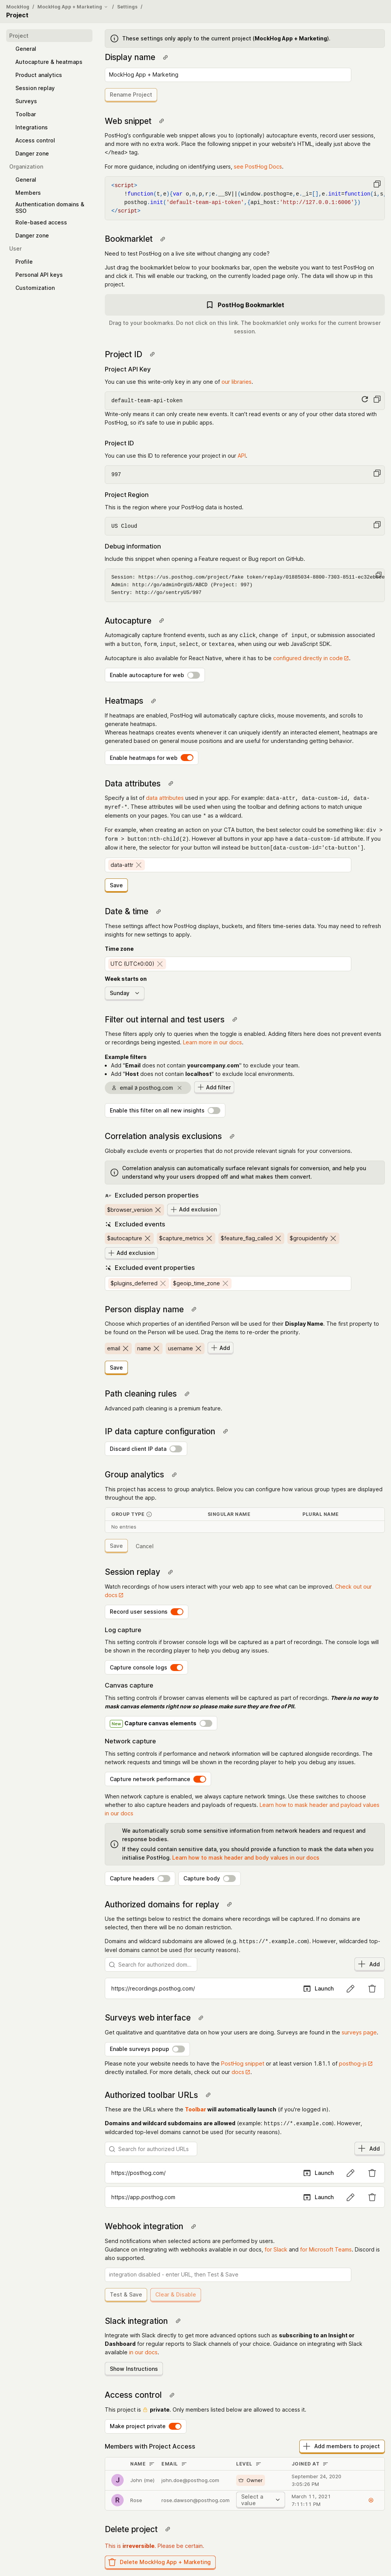 MockHog / MockHog App + Marketing / Settings /
Project
Project
General
Autocapture & heatmaps
Product analytics
Session replay
Surveys
Toolbar
Integrations
Access control
Danger zone
Organization
General
Members
Authentication domains &
SSO
Role-based access
Danger zone
User
Profile
Personal API keys
Customization
These settings only apply to the current project (MockHog App + Marketing).
Display name
MockHog App + Marketing
Rename Project
Web snippet
PostHog's configurable web snippet allows you to (optionally) autocapture events, record user sessions,
and more with no extra work. Place the following snippet in your website's HTML, ideally just above the
</head> tag.
For more guidance, including on identifying users, see PostHog Docs.
<script>
!function(t,e){var o,n,p,r;e.__SV||(window.posthog=e,e._i=[],e.init=function(i,s,
posthog.init('default-team-api-token',{api_host:'http://127.0.0.1:6006'})
</script>
Bookmarklet
Need to test PostHog on a live site without changing any code?
Just drag the bookmarklet below to your bookmarks bar, open the website you want to test PostHog on
and click it. This will enable our tracking, on the currently loaded page only. The data will show up in this
project.
PostHog Bookmarklet
Drag to your bookmarks. Do not click on this link. The bookmarklet only works for the current browser
session.
Project ID
Project API Key
You can use this write-only key in any one of our libraries.
default-team-api-token
Write-only means it can only create new events. It can't read events or any of your other data stored with
PostHog, so it's safe to use in public apps.
Project ID
You can use this ID to reference your project in our API.
997
Project Region
This is the region where your PostHog data is hosted.
US Cloud
Debug information
Include this snippet when opening a Feature request or Bug report on GitHub.
Admin: http://go/adminOrgUS/ABCD (Project: 997)
Sentry: http://go/sentryUS/997
Autocapture
Automagically capture frontend events, such as any click, change of input, or submission associated
with a button, form, input, select, or textarea, when using our web JavaScript SDK.
Autocapture is also available for React Native, where it has to be configured directly in code.
Enable autocapture for web
Heatmaps
If heatmaps are enabled, PostHog will automatically capture clicks, mouse movements, and scrolls to
generate heatmaps.
Whereas heatmaps creates events whenever it can uniquely identify an interactive element, heatmaps are
generated based on general mouse positions and are useful for understanding getting behavior.
Enable heatmaps for web
Data attributes
Specify a list of data attributes used in your app. For example: data-attr, data-custom-id, data-
myref-*. These attributes will be used when using the toolbar and defining actions to match unique
elements on your pages. You can use * as a wildcard.
For example, when creating an action on your CTA button, the best selector could be something like: div >
form > button:nth-child(2). However all buttons in your app have a data-custom-id attribute. If you
allow it here, the selector for your button will instead be button[data-custom-id='cta-button'].
data-attr
Save
Date & time
These settings affect how PostHog displays, buckets, and filters time-series data. You may need to refresh
insights for new settings to apply.
Time zone
UTC (UTC±0:00)
Week starts on
Sunday
Filter out internal and test users
These filters apply only to queries when the toggle is enabled. Adding filters here does not prevent events
or recordings being ingested. Learn more in our docs.
Example filters
Add "Email does not contain yourcompany.com" to exclude your team.
Add "Host does not contain localhost" to exclude local environments.
email ∌ posthog.com
Add filter
Enable this filter on all new insights
Correlation analysis exclusions
Globally exclude events or properties that do not provide relevant signals for your conversions.
Correlation analysis can automatically surface relevant signals for conversion, and help you
understand why your users dropped off and what makes them convert.
Excluded person properties
$browser_version
Add exclusion
Excluded events
$autocapture
$capture_metrics
$feature_flag_called
$groupidentify
Add exclusion
Excluded event properties
$plugins_deferred
$geoip_time_zone
Person display name
Choose which properties of an identified Person will be used for their Display Name. The first property to
be found on the Person will be used. Drag the items to re-order the priority.
email
name
username
Add
Save
Path cleaning rules
Advanced path cleaning is a premium feature.
IP data capture configuration
Discard client IP data
Group analytics
This project has access to group analytics. Below you can configure how various group types are displayed
throughout the app.
GROUP TYPE SINGULAR NAME PLURAL NAME
No entries
Save
Cancel
Session replay
Watch recordings of how users interact with your web app to see what can be improved. Check out our
docs
Record user sessions
Log capture
This setting controls if browser console logs will be captured as a part of recordings. The console logs will
be shown in the recording player to help you debug any issues.
Capture console logs
Canvas capture
This setting controls if browser canvas elements will be captured as part of recordings. There is no way to
mask canvas elements right now so please make sure they are free of PII.
New Capture canvas elements
Network capture
This setting controls if performance and network information will be captured alongside recordings. The
network requests and timings will be shown in the recording player to help you debug any issues.
Capture network performance
When network capture is enabled, we always capture network timings. Use these switches to choose
whether to also capture headers and payloads of requests. Learn how to mask header and payload values
in our docs
We automatically scrub some sensitive information from network headers and request and
response bodies.
If they could contain sensitive data, you should provide a function to mask the data when you
initialise PostHog. Learn how to mask header and body values in our docs
Capture headers
Capture body
Authorized domains for replay
Use the settings below to restrict the domains where recordings will be captured. If no domains are
selected, then there will be no domain restriction.
Domains and wildcard subdomains are allowed (e.g. https://*.example.com). However, wildcarded top-
level domains cannot be used (for security reasons).
Search for authorized dom...
Add
https://recordings.posthog.com/
Launch
Surveys web interface
Get qualitative and quantitative data on how your users are doing. Surveys are found in the surveys page.
Enable surveys popup
Please note your website needs to have the PostHog snippet or at least version 1.81.1 of posthog-js
directly installed. For more details, check out our docs.
Authorized toolbar URLs
These are the URLs where the Toolbar will automatically launch (if you're logged in).
Domains and wildcard subdomains are allowed (example: https://*.example.com). However,
wildcarded top-level domains cannot be used (for security reasons).
Search for authorized URLs
Add
https://posthog.com/
Launch
https://app.posthog.com
Launch
Webhook integration
Send notifications when selected actions are performed by users.
Guidance on integrating with webhooks available in our docs, for Slack and for Microsoft Teams. Discord is
also supported.
integration disabled - enter URL, then Test & Save
Test & Save
Clear & Disable
Slack integration
Integrate with Slack directly to get more advanced options such as subscribing to an Insight or
Dashboard for regular reports to Slack channels of your choice. Guidance on integrating with Slack
available in our docs.
Show Instructions
Access control
This project is 🔒 private. Only members listed below are allowed to access it.
Make project private
Members with Project Access
Add members to project
NAME EMAIL LEVEL JOINED AT
J John (me) john.doe@posthog.com Owner September 24, 2020
3:05:26 PM
R Rose rose.dawson@posthog.com Select a
value
March 11, 2021
7:11:11 PM
Delete project
This is irreversible. Please be certain.
Delete MockHog App + Marketing